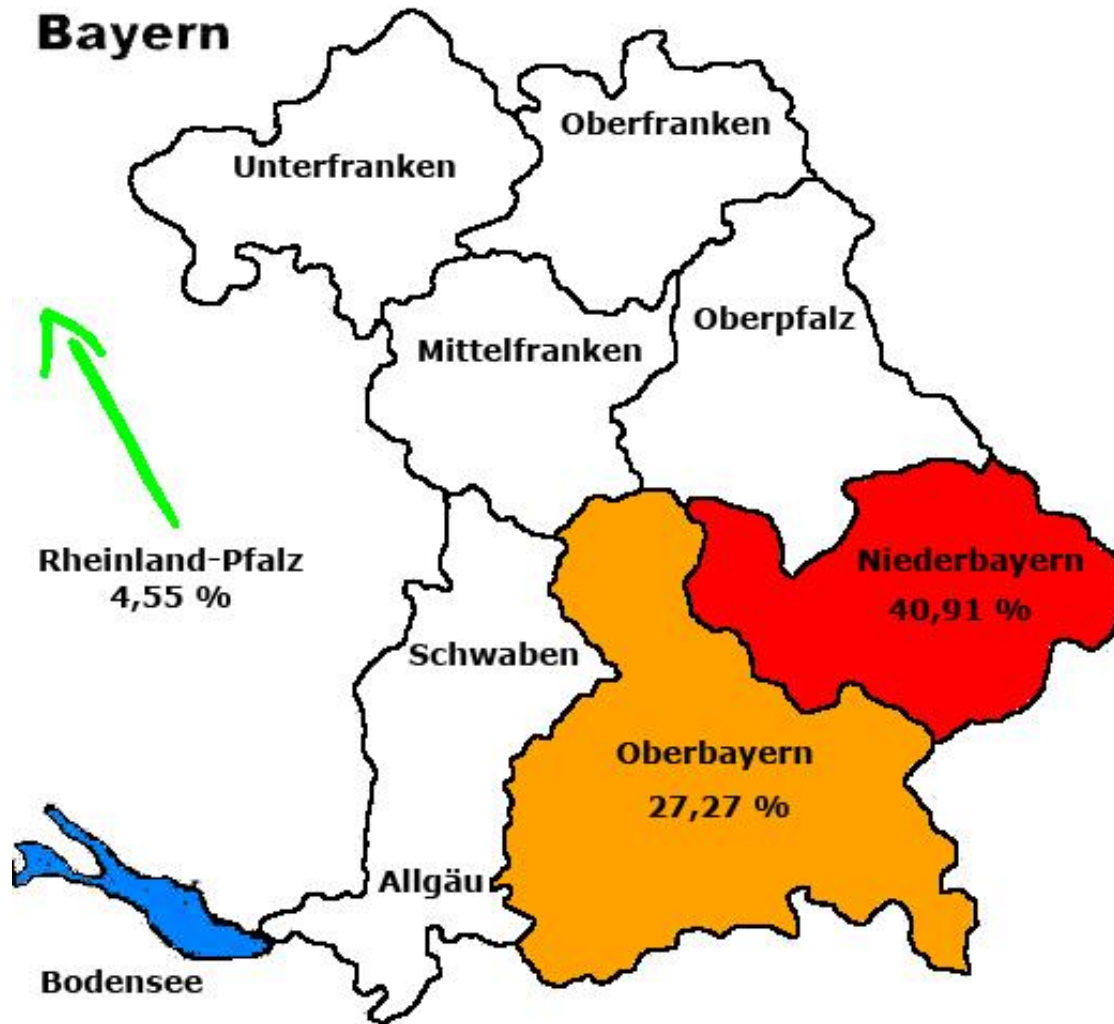 Bayern
Oberfranken
Unterfranken
Oberpfalz
Mittelfranken
Rheinland-Pfalz
4,55 %
Niederbayern
40,91 %
Schwaben
Oberbayern
27,27 %
Allgäu
Bodensee